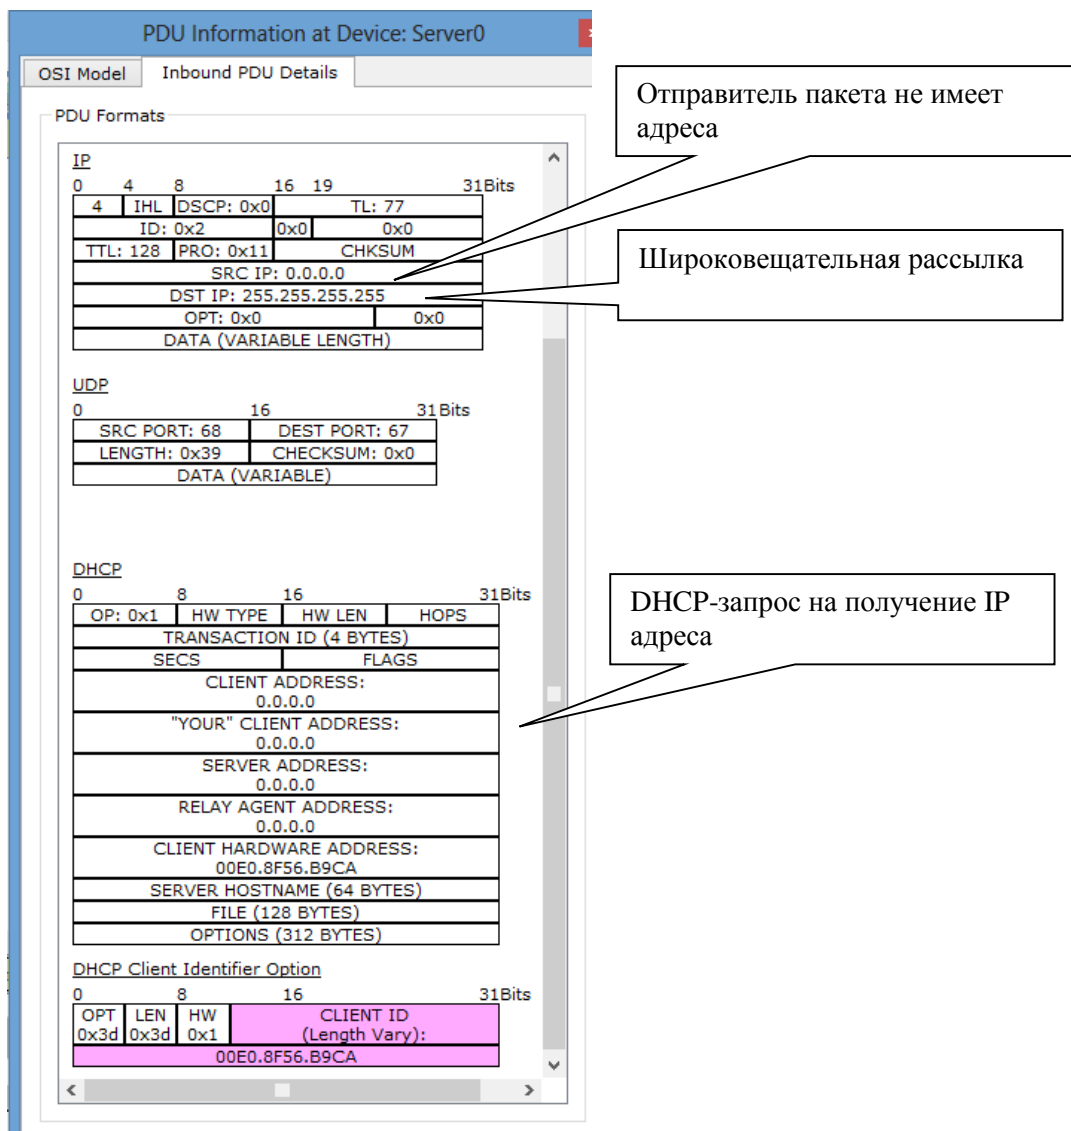 PDU Information at Device: Server0
OSI Model Inbound PDU Details
PDU Formats
IP
0 4 8 16 19 31Bits
4 IHL DSCP: 0x0 TL: 77
ID: 0x2 0x0 0x0
TTL: 128 PRO: 0x11 CHKSUM
SRC IP: 0.0.0.0
DST IP: 255.255.255.255
OPT: 0x0 0x0
DATA (VARIABLE LENGTH)
UDP
0 16 31Bits
SRC PORT: 68 DEST PORT: 67
LENGTH: 0x39 CHECKSUM: 0x0
DATA (VARIABLE)
DHCP
0 8 16 31Bits
OP: 0x1 HW TYPE HW LEN HOPS
TRANSACTION ID (4 BYTES)
SECS FLAGS
CLIENT ADDRESS:
0.0.0.0
"YOUR" CLIENT ADDRESS:
0.0.0.0
SERVER ADDRESS:
0.0.0.0
RELAY AGENT ADDRESS:
0.0.0.0
CLIENT HARDWARE ADDRESS:
00E0.8F56.B9CA
SERVER HOSTNAME (64 BYTES)
FILE (128 BYTES)
OPTIONS (312 BYTES)
DHCP Client Identifier Option
0 8 16 31Bits
OPT LEN HW CLIENT ID
0x3d 0x3d 0x1 (Length Vary):
00E0.8F56.B9CA
Отправитель пакета не имеет
адреса
Широковещательная рассылка
DHCP-запрос на получение IP
адреса